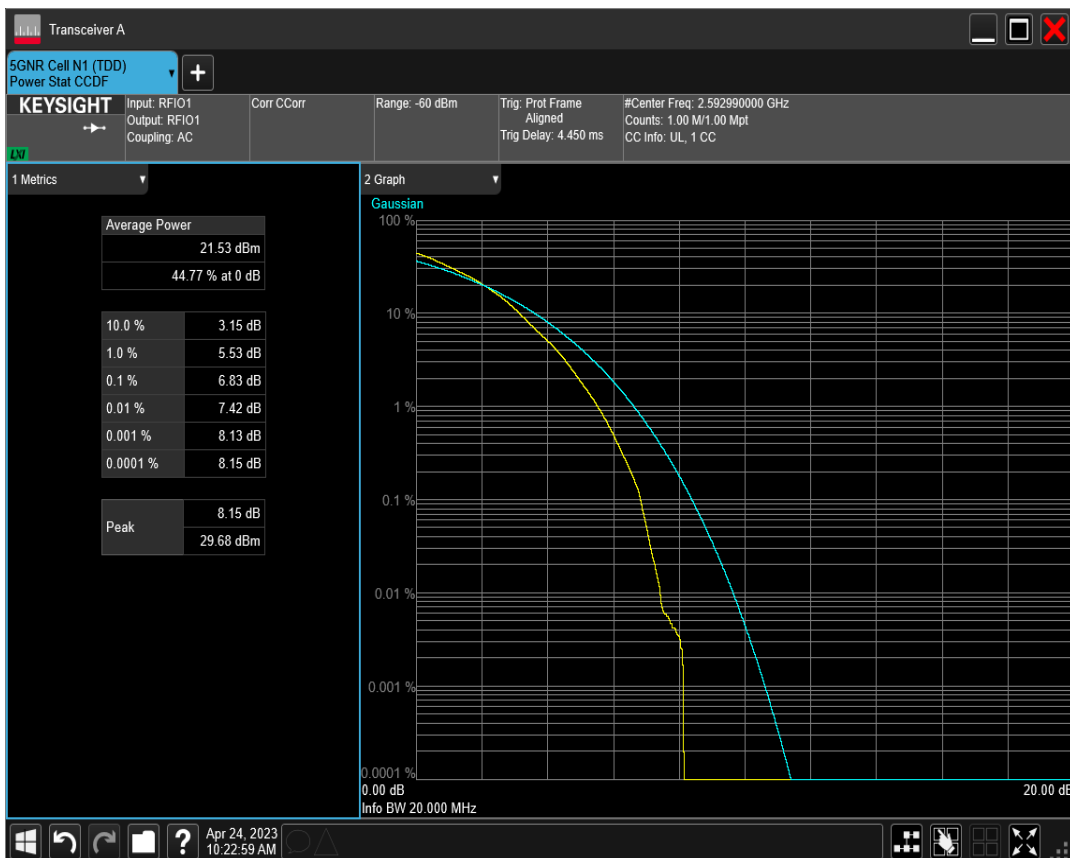 Transceiver A
5GNR Cell N1 (TDD)
Power Stat CCDF
KEYSIGHT
LXI
Input: RFIO1
Output: RFIO1
Coupling: AC
Corr CCorr
Range: -60 dBm
Trig: Prot Frame
Aligned
Trig Delay: 4.450 ms
#Center Freq: 2.592990000 GHz
Counts: 1.00 M/1.00 Mpt
CC Info: UL, 1 CC
1 Metrics
Average Power
21.53 dBm
44.77 % at 0 dB
10.0 % 3.15 dB
1.0 % 5.53 dB
0.1 % 6.83 dB
0.01 % 7.42 dB
0.001 % 8.13 dB
0.0001 % 8.15 dB
Peak
8.15 dB
29.68 dBm
2 Graph
Gaussian
100 %
10 %
1 %
0.1 %
0.01 %
0.001 %
0.0001 %
0.00 dB 20.00 dB
Info BW 20.000 MHz
?
Apr 24, 2023
10:22:59 AM